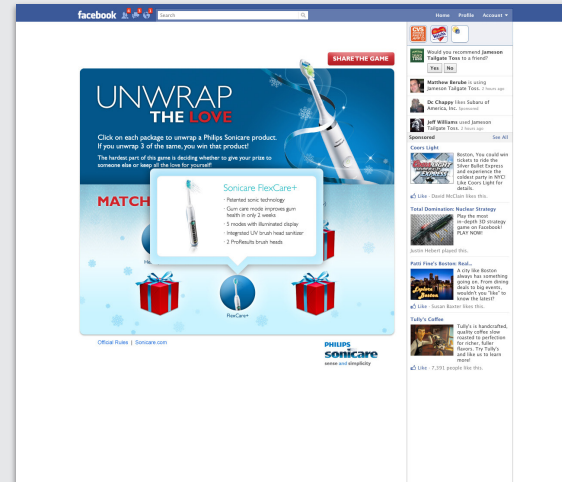 facebook
Search
Home Profile Account
SHARE THE GAME
UNWRAP
THE LOVE
Click on each package to unwrap a Philips Sonicare product.
If you unwrap 3 of the same, you win that product!
The hardest part of this game is deciding whether to give your prize to
someone else or keep all the love for yourself!
MATCH
Sonicare FlexCare+
· Patented sonic technology
· Gum care mode improves gum
health in only 2 weeks
· 5 modes with illuminated display
· Integrated UV brush head sanitizer
· 2 ProResults brush heads
FlexCare+
Official Rules | Sonicare.com
PHILIPS
sonicare
sense and simplicity
Would you recommend Jameson
Tailgate Toss to a friend?
Yes No
Matthew Beruke is using
Jameson Tailgate Toss. 2 hours ago
Dc Chappy likes Subaru of
America, Inc. Sponsored
Jeff Williams used Jameson
Tailgate Toss. 2 hours ago
Sponsored See All
Coors Light
Boston, You could win
tickets to ride the
Silver Bullet Express
and experience the
coldest party in NYC!
Like Coors Light for
details.
Like · David McClain likes this.
Total Domination: Nuclear Strategy
Play the most
in-depth 3D strategy
game on Facebook!
PLAY NOW!
Justin Hebert played this.
Patti Fine's Boston: Real...
A city like Boston
always has something
going on. From dining
deals to big events,
wouldn't you "like" to
know the latest?
Explore
Boston
Like · Susan Buxter likes this.
Tully's Coffee
Tully's is handcrafted,
quality coffee slow
roasted to perfection
for richer, fuller
flavors. Try Tully's
and like us to learn
more!
Like · 7,391 people like this.